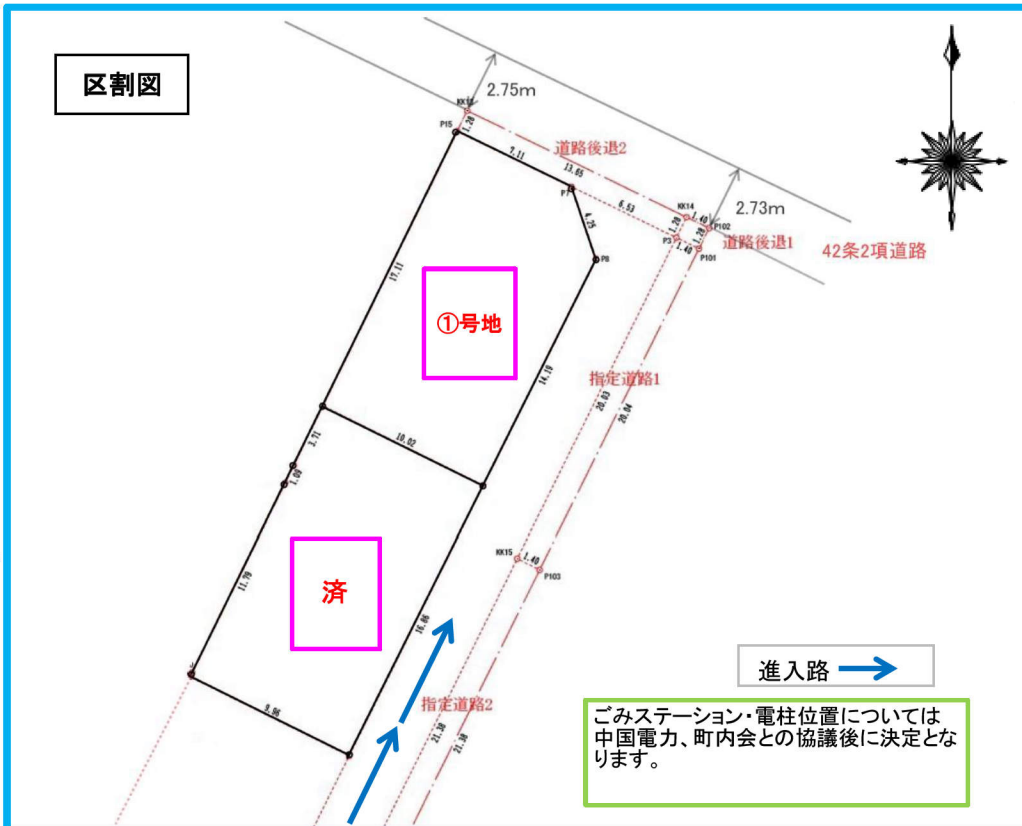 区割図
2.75m
KK13
P15
1.28
道路後退2
7.11
13.65
P7
6.53
2.73m
KK14
1.40
P102
1.28
1.28
P3
1.40
道路後退1
P101
42条2項道路
4.25
P8
17.11
①号地
14.19
指定道路1
20.03
20.04
3.71
10.02
1.09
KK15
1.40
P103
11.79
済
16.86
進入路
指定道路2
9.96
21.38
21.38
ごみステーション・電柱位置については
中国電力、町内会との協議後に決定とな
ります。